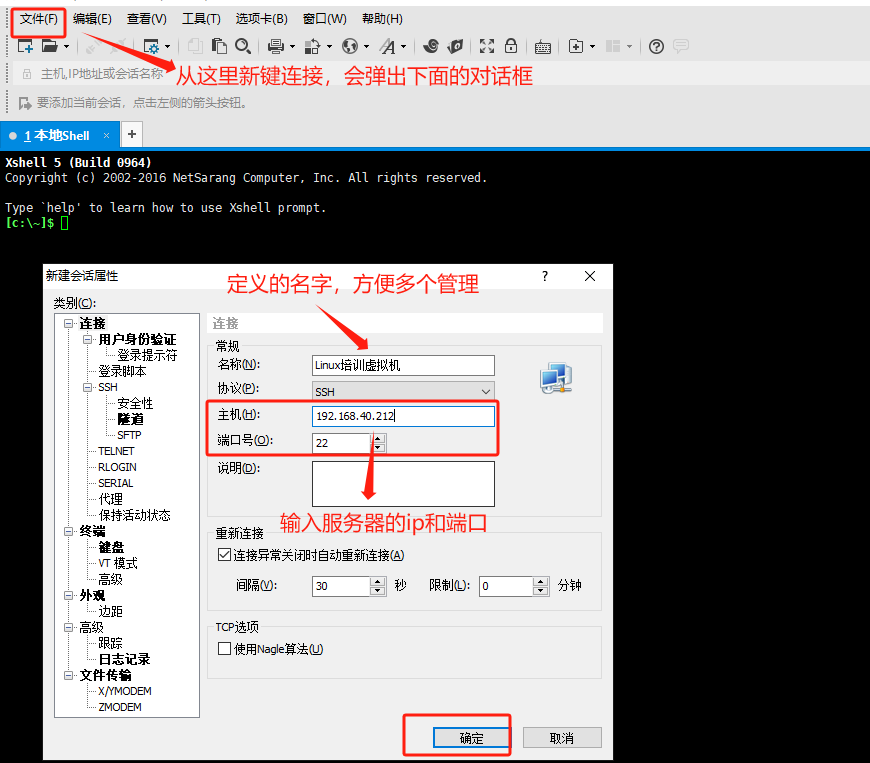 文件(F) 编辑(E) 查看(V) 工具(T) 选项卡(B) 窗口(W) 帮助(H)
主机,IP地址或会话名称
从这里新键连接，会弹出下面的对话框
要添加当前会话，点击左侧的箭头按钮。
1 本地Shell × +
Xshell 5 (Build 0964)
Copyright (c) 2002-2016 NetSarang Computer, Inc. All rights reserved.
Type `help' to learn how to use Xshell prompt.
[c:\~]$
新建会话属性 ?
定义的名字，方便多个管理
类别(C):
连接
用户身份验证
登录提示符
登录脚本
SSH
安全性
隧道
SFTP
TELNET
RLOGIN
SERIAL
代理
保持活动状态
终端
键盘
VT 模式
高级
外观
边距
高级
跟踪
日志记录
文件传输
X/YMODEM
ZMODEM
连接
常规
名称(N): Linux培训虚拟机
协议(P): SSH
主机(H): 192.168.40.212
端口号(O): 22
说明(D):
输入服务器的ip和端口
重新连接
连接异常关闭时自动重新连接(A)
间隔(V): 30 秒 限制(L): 0 分钟
TCP选项
使用Nagle算法(U)
确定 取消